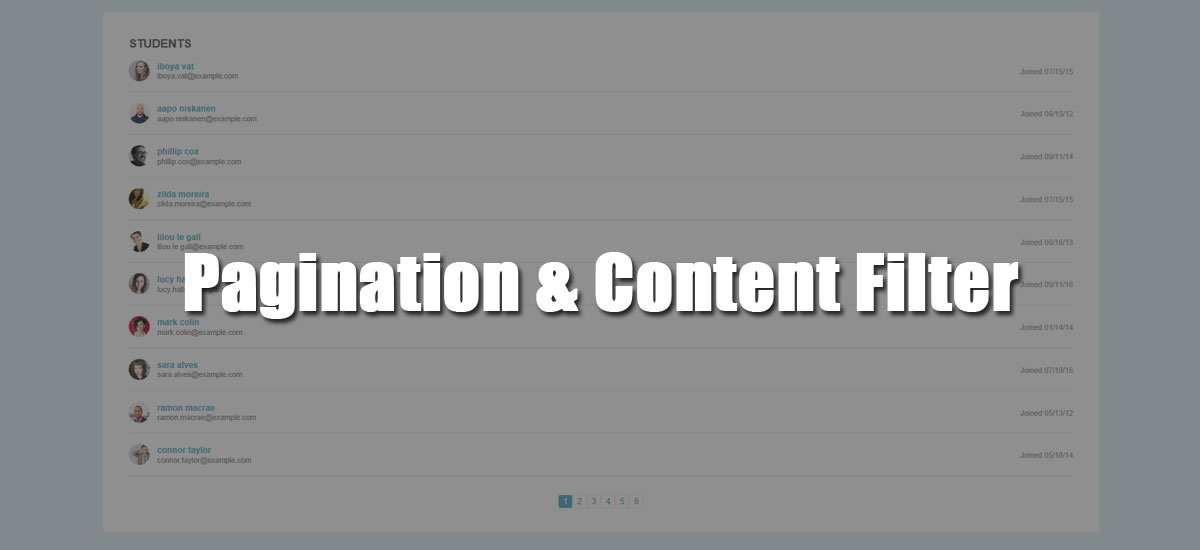 STUDENTS
iboya vat
iboya.vat@example.com
Joined 07/15/15
aapo niskanen
aapo.niskanen@example.com
Joined 06/15/12
phillip cox
phillip.cox@example.com
Joined 09/11/14
zilda moreira
zilda.moreira@example.com
Joined 07/15/15
lilou le gall
lilou.le gall@example.com
Joined 06/16/13
Pagination & Content Filter
lucy
Joined 09/11/16
mark colin
mark.colin@example.com
Joined 01/14/14
sara alves
sara.alves@example.com
Joined 07/19/16
ramon macrae
ramon.macrae@example.com
Joined 05/13/12
connor taylor
connor.taylor@example.com
Joined 05/15/14
1 2 3 4 5 6